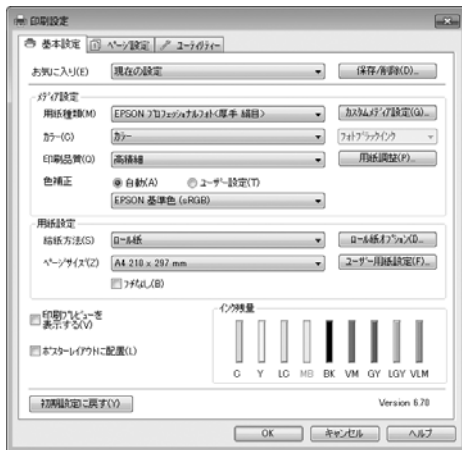 印刷設定
基本設定 ページ設定 ユーティリティー
お気に入り(E) 現在の設定 保存/削除(D)...
メディア設定
用紙種類(M) EPSON プロフェッショナルフォト<厚手 絹目> カスタムメディア設定(G)...
カラー(C) カラー フォトブラックインク
印刷品質(Q) 高精細 用紙調整(P)...
色補正 自動(A) ユーザー設定(T)
EPSON 基準色 (sRGB)
用紙設定
給紙方法(S) ロール紙 ロール紙オプション(O...
ページサイズ(Z) A4 210 x 297 mm ユーザー用紙設定(F)...
フチなし(B)
印刷プレビューを
表示する(V)
ポスターレイアウトに配置(L)
インク残量
C Y LC MB BK VM GY LGY VLM
初期設定に戻す(Y) Version 6.70
OK キャンセル ヘルプ